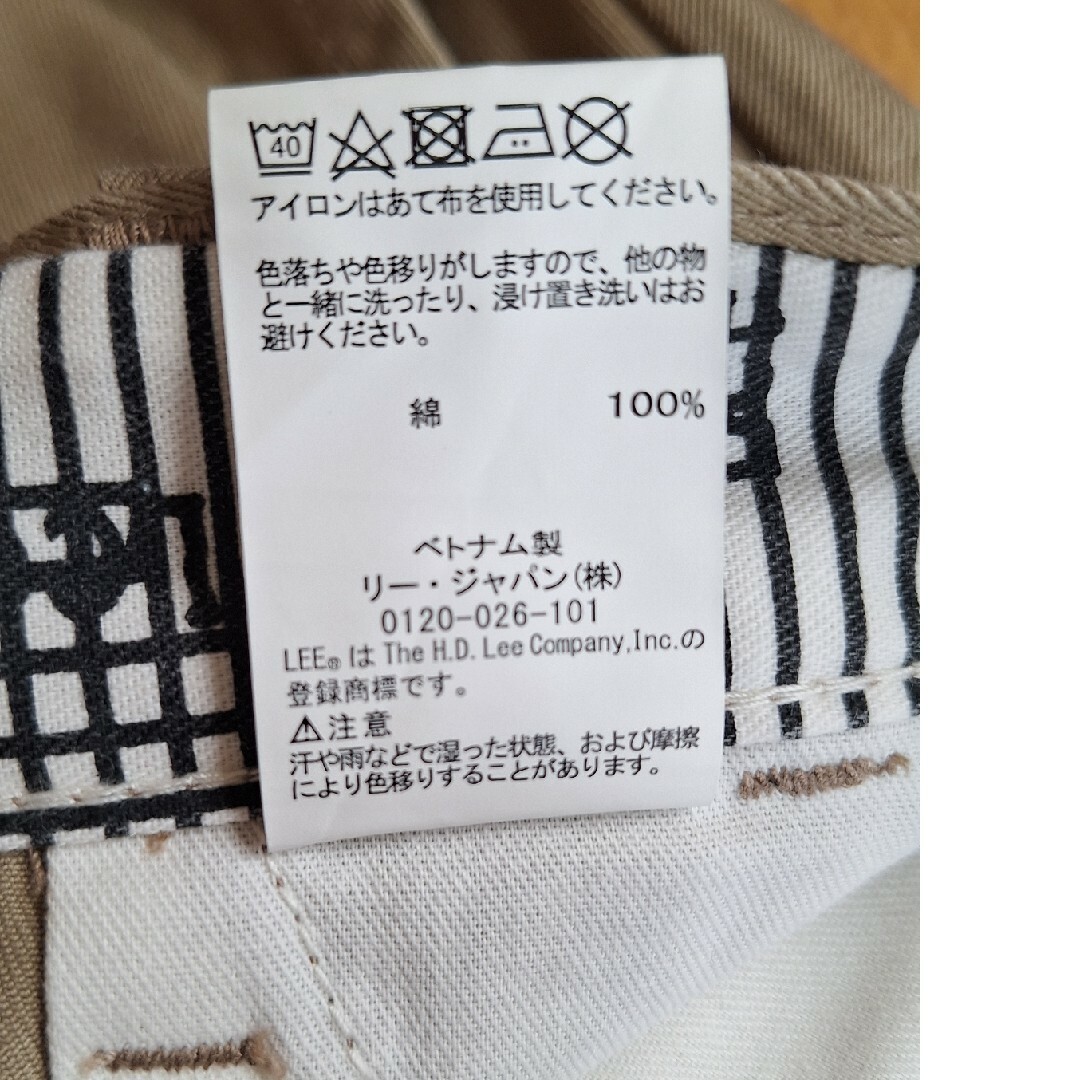 40
アイロンはあて布を使用してください。
色落ちや色移りがしますので、他の物
と一緒に洗ったり、浸け置き洗いはお
避けください。
綿 100%
ベトナム製
リー・ジャパン(株)
0120-026-101
LEE® は The H.D. Lee Company,Inc.の
登録商標です。
⚠注意
汗や雨などで湿った状態、および摩擦
により色移りすることがあります。